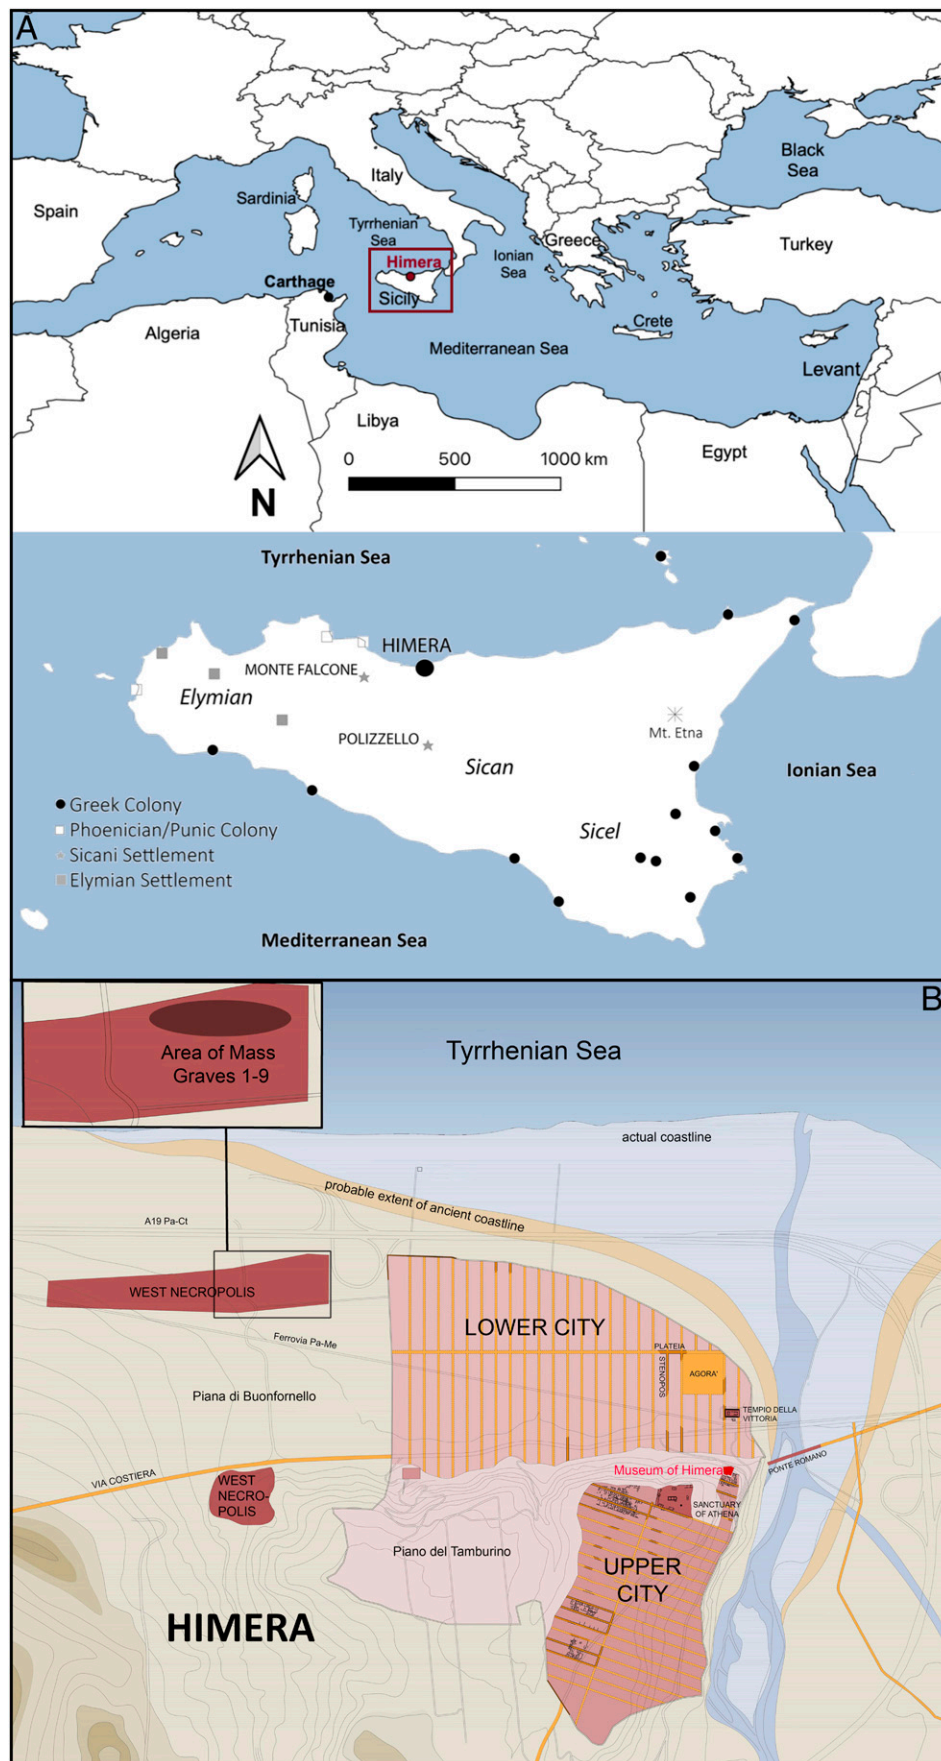 A
Black
Sea
Italy
Sardinia
Spain
Tyrrhenian
Sea
Greece
Turkey
Ionian
Sea
Himera
Carthage
Sicily
Crete
Algeria
Tunisia
Mediterranean Sea
Levant
Libya
Egypt
0
500
1000 km
N
Tyrrhenian Sea
HIMERA
MONTE FALCONE
Elymian
POLIZZELLO
Mt. Etna
Sican
Ionian Sea
Greek Colony
Phoenician/Punic Colony
Sicani Settlement
Elymian Settlement
Sicel
Mediterranean Sea
B
Area of Mass
Graves 1-9
Tyrrhenian Sea
actual coastline
probable extent of ancient coastline
A19 Pa-Ct
WEST NECROPOLIS
LOWER CITY
Ferrovia Pa-Me
PLATEIA
STENOPOS
AGORA'
Piana di Buonfornello
TEMPIO DELLA
VITTORIA
VIA COSTIERA
PONTE ROMANO
Museum of Himera
WEST
NECRO-
POLIS
SANCTUARY
OF ATHENA
Piano del Tamburino
UPPER
CITY
HIMERA